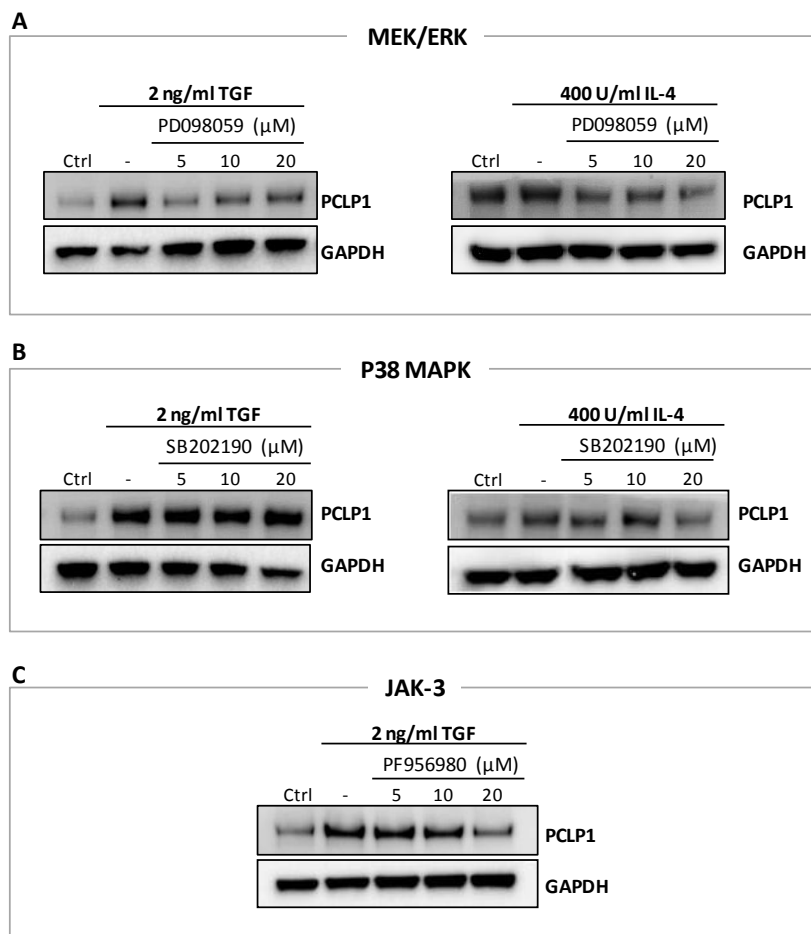 A
MEK/ERK
2 ng/ml TGF
PD098059 (μM)
Ctrl - 5 10 20
PCLP1
GAPDH
400 U/ml IL-4
PD098059 (μM)
Ctrl - 5 10 20
PCLP1
GAPDH
B
P38 MAPK
2 ng/ml TGF
SB202190 (μM)
Ctrl - 5 10 20
PCLP1
GAPDH
400 U/ml IL-4
SB202190 (μM)
Ctrl - 5 10 20
PCLP1
GAPDH
C
JAK-3
2 ng/ml TGF
PF956980 (μM)
Ctrl - 5 10 20
PCLP1
GAPDH